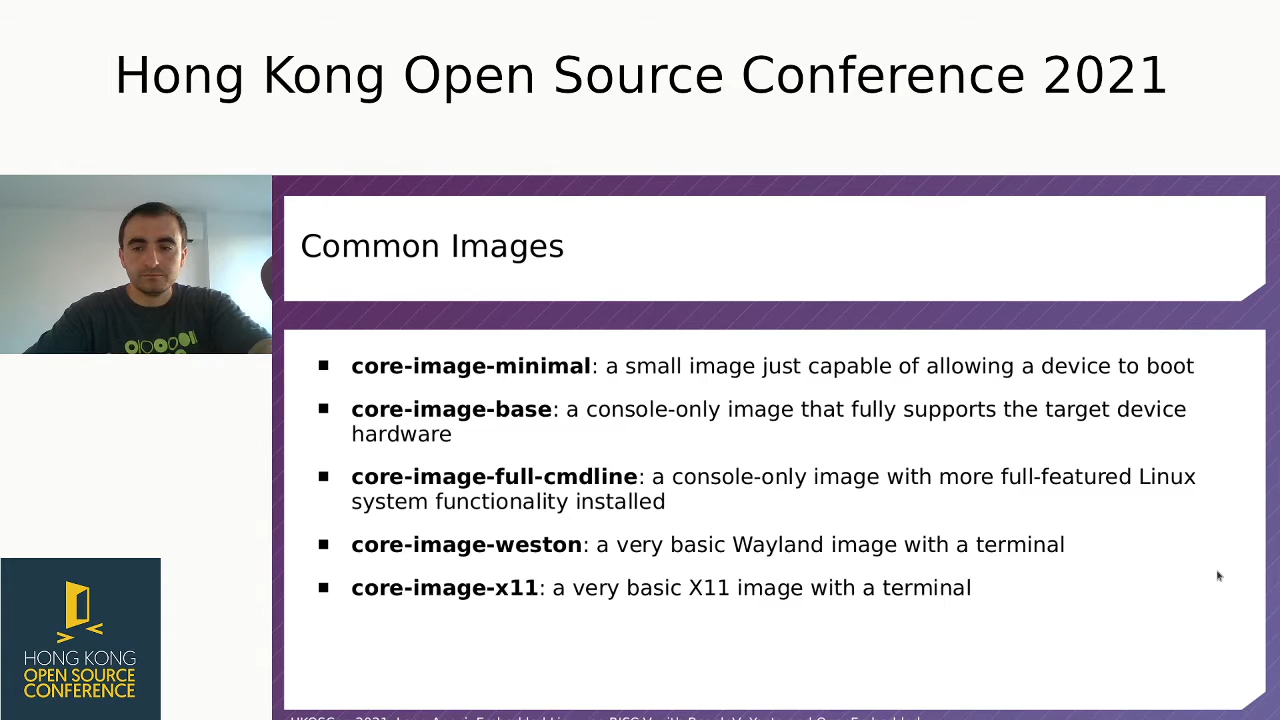 Hong Kong Open Source Conference 2021
Common Images
▪ core-image-minimal: a small image just capable of allowing a device to boot
▪ core-image-base: a console-only image that fully supports the target device
hardware
▪ core-image-full-cmdline: a console-only image with more full-featured Linux
system functionality installed
▪ core-image-weston: a very basic Wayland image with a terminal
▪ core-image-x11: a very basic X11 image with a terminal
HONG KONG
OPEN SOURCE
CONFERENCE